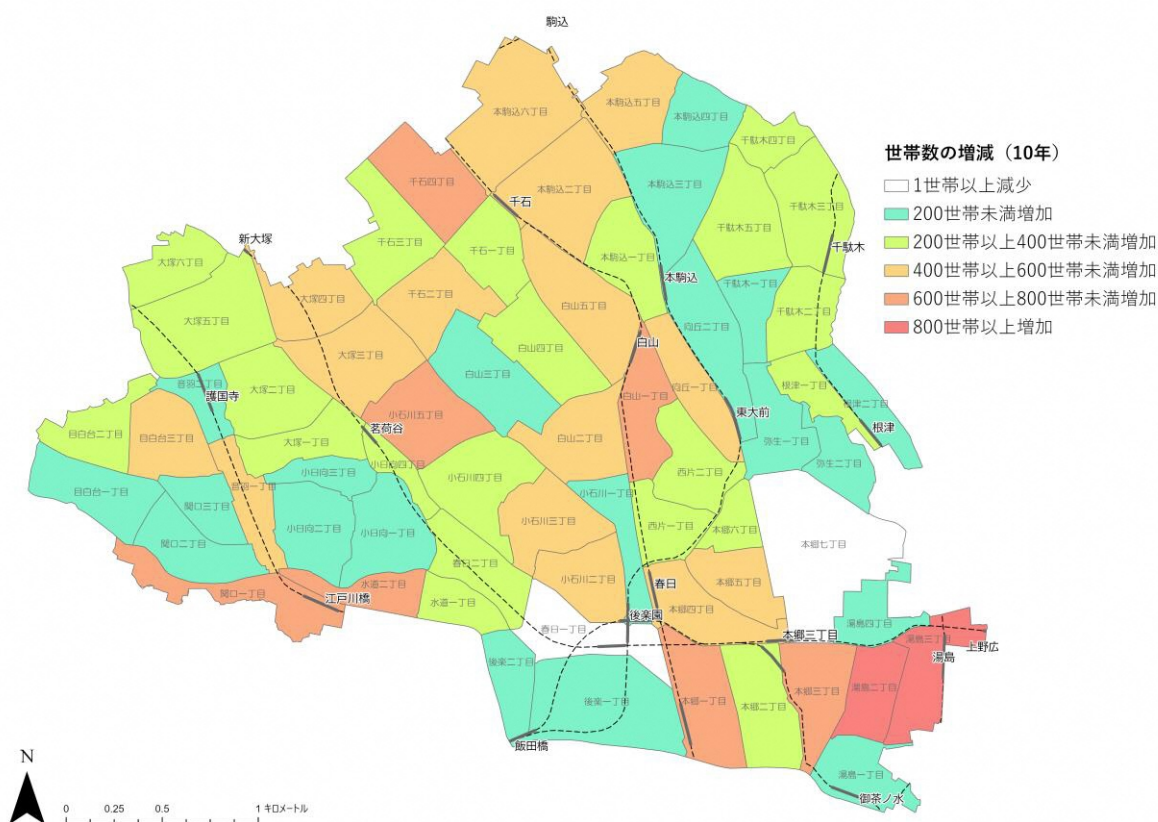 駒込
本駒込六丁目
本駒込五丁目
本駒込四丁目
千駄木四丁目
世帯数の増減（10年）
1世帯以上減少
200世帯未満増加
200世帯以上400世帯未満増加
400世帯以上600世帯未満増加
600世帯以上800世帯未満増加
800世帯以上増加
千石四丁目
本駒込二丁目
本駒込三丁目
千石
千駄木三丁目
千駄木五丁目
千駄木
新大塚
千石三丁目
千石一丁目
本駒込一丁目
本駒込
大塚六丁目
千石二丁目
大塚四丁目
千駄木一丁目
千駄木二丁目
白山五丁目
大塚五丁目
向丘二丁目
白山
白山四丁目
大塚三丁目
白山三丁目
音羽二丁目
護国寺
大塚二丁目
根津一丁目
向丘一丁目
白山一丁目
根津二丁目
小石川五丁目
東大前
茗荷谷
根津
目白台二丁目
目白台三丁目
白山二丁目
大塚一丁目
弥生一丁目
小日向四丁目
弥生二丁目
小日向三丁目
西片二丁目
小石川四丁目
音羽一丁目
目白台一丁目
小石川一丁目
関口三丁目
小石川三丁目
小日向二丁目
小日向一丁目
西片一丁目
本郷六丁目
関口二丁目
本郷七丁目
春日二丁目
小石川二丁目
春日
本郷五丁目
水道二丁目
関口一丁目
江戸川橋
水道一丁目
本郷四丁目
後楽園
湯島四丁目
春日一丁目
本郷三丁目
湯島三丁目
上野広
湯島
後楽二丁目
湯島二丁目
本郷三丁目
後楽一丁目
本郷一丁目
本郷二丁目
飯田橋
湯島一丁目
御茶ノ水
N
0 0.25 0.5 1 キロメートル